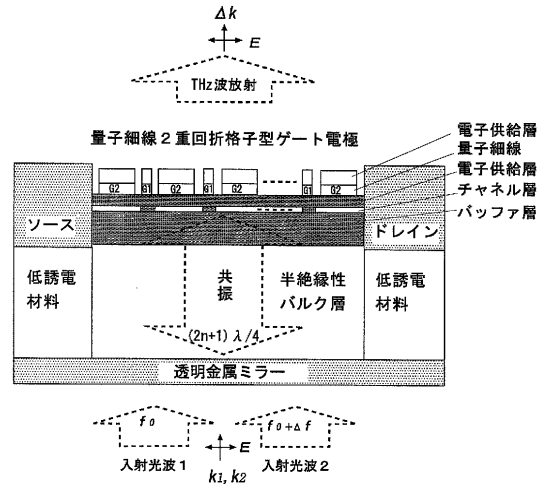 Δk
E
THz波放射
量子細線2重回折格子型ゲート電極
電子供給層
量子細線
電子供給層
チャネル層
バッファ層
G2 G1 G2 G1 G2 G1 G2
ソース
ドレイン
低誘電
材料
共振
半絶縁性
バルク層
低誘電
材料
(2n+1) λ/4
透明金属ミラー
f0
f0+Δf
入射光波1
E
入射光波2
k1, k2